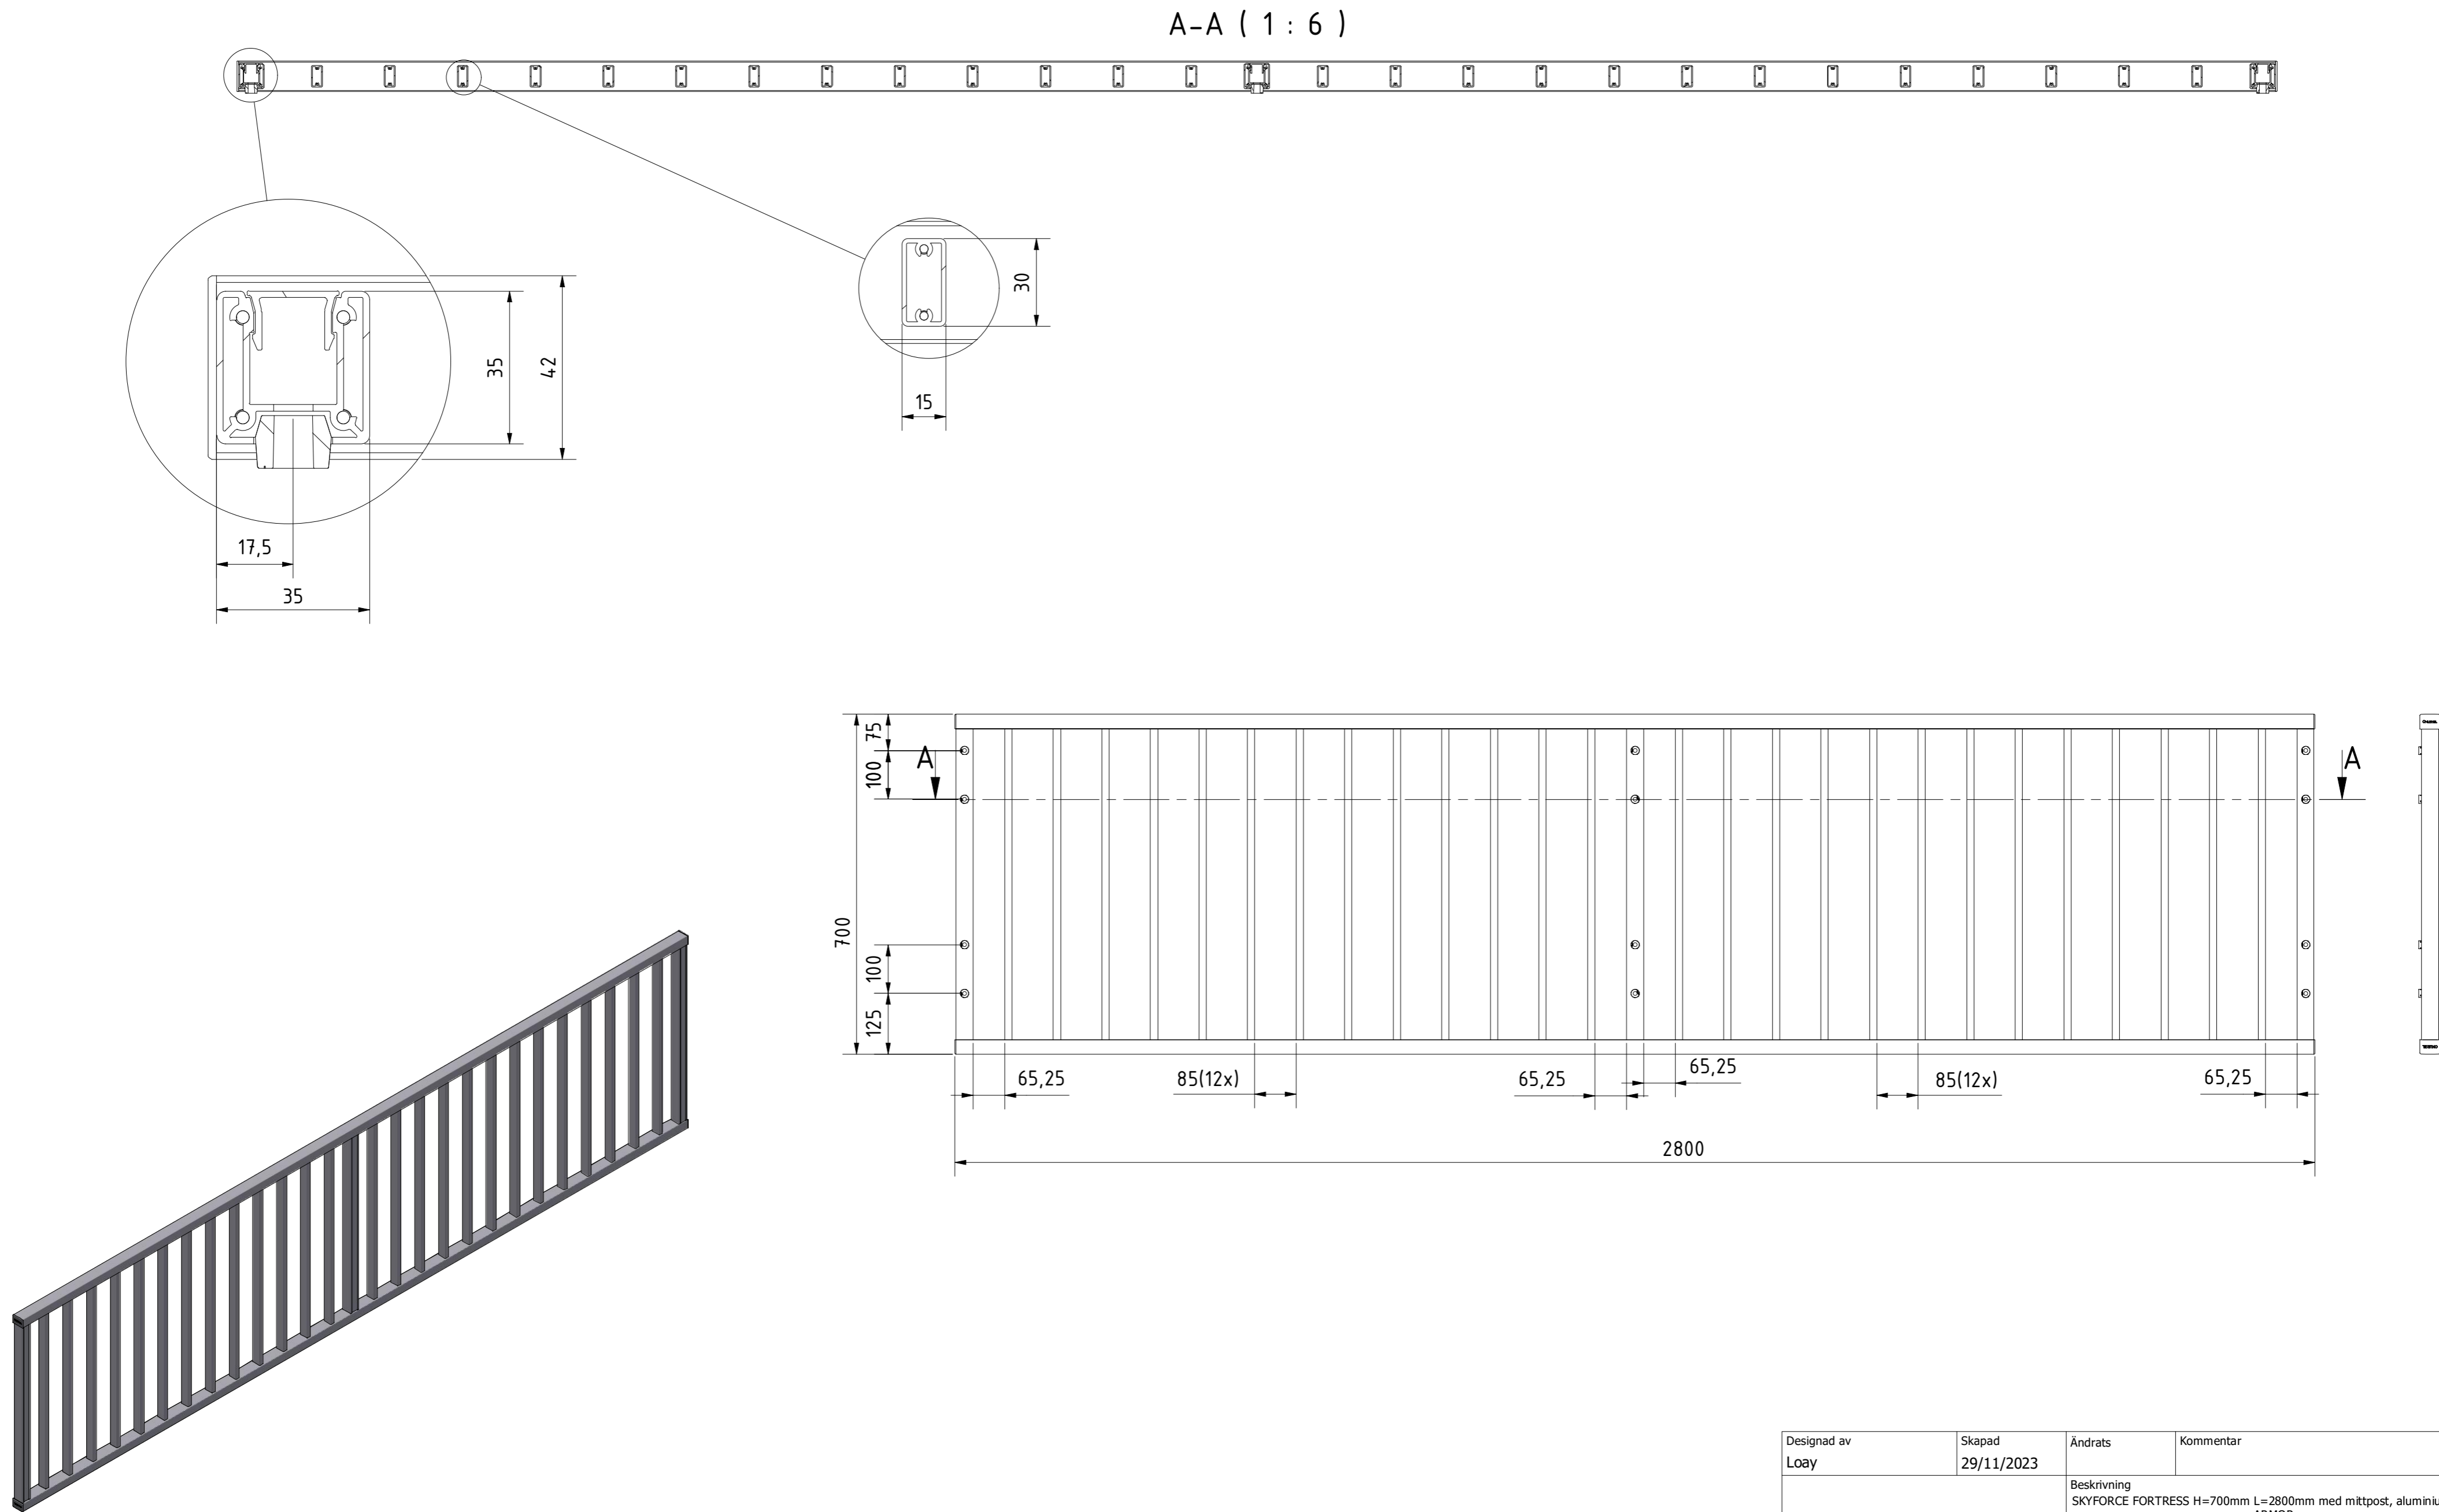 A-A ( 1 : 6 )
30
15
35
42
17,5
35
75
100
A
A
700
100
125
65,25
85(12x)
65,25
65,25
85(12x)
65,25
2800
Designad av
Skapad
Ändrats
Kommentar
Loay
29/11/2023
Beskrivning
SKYFORCE FORTRESS H=700mm L=2800mm med mittpost,